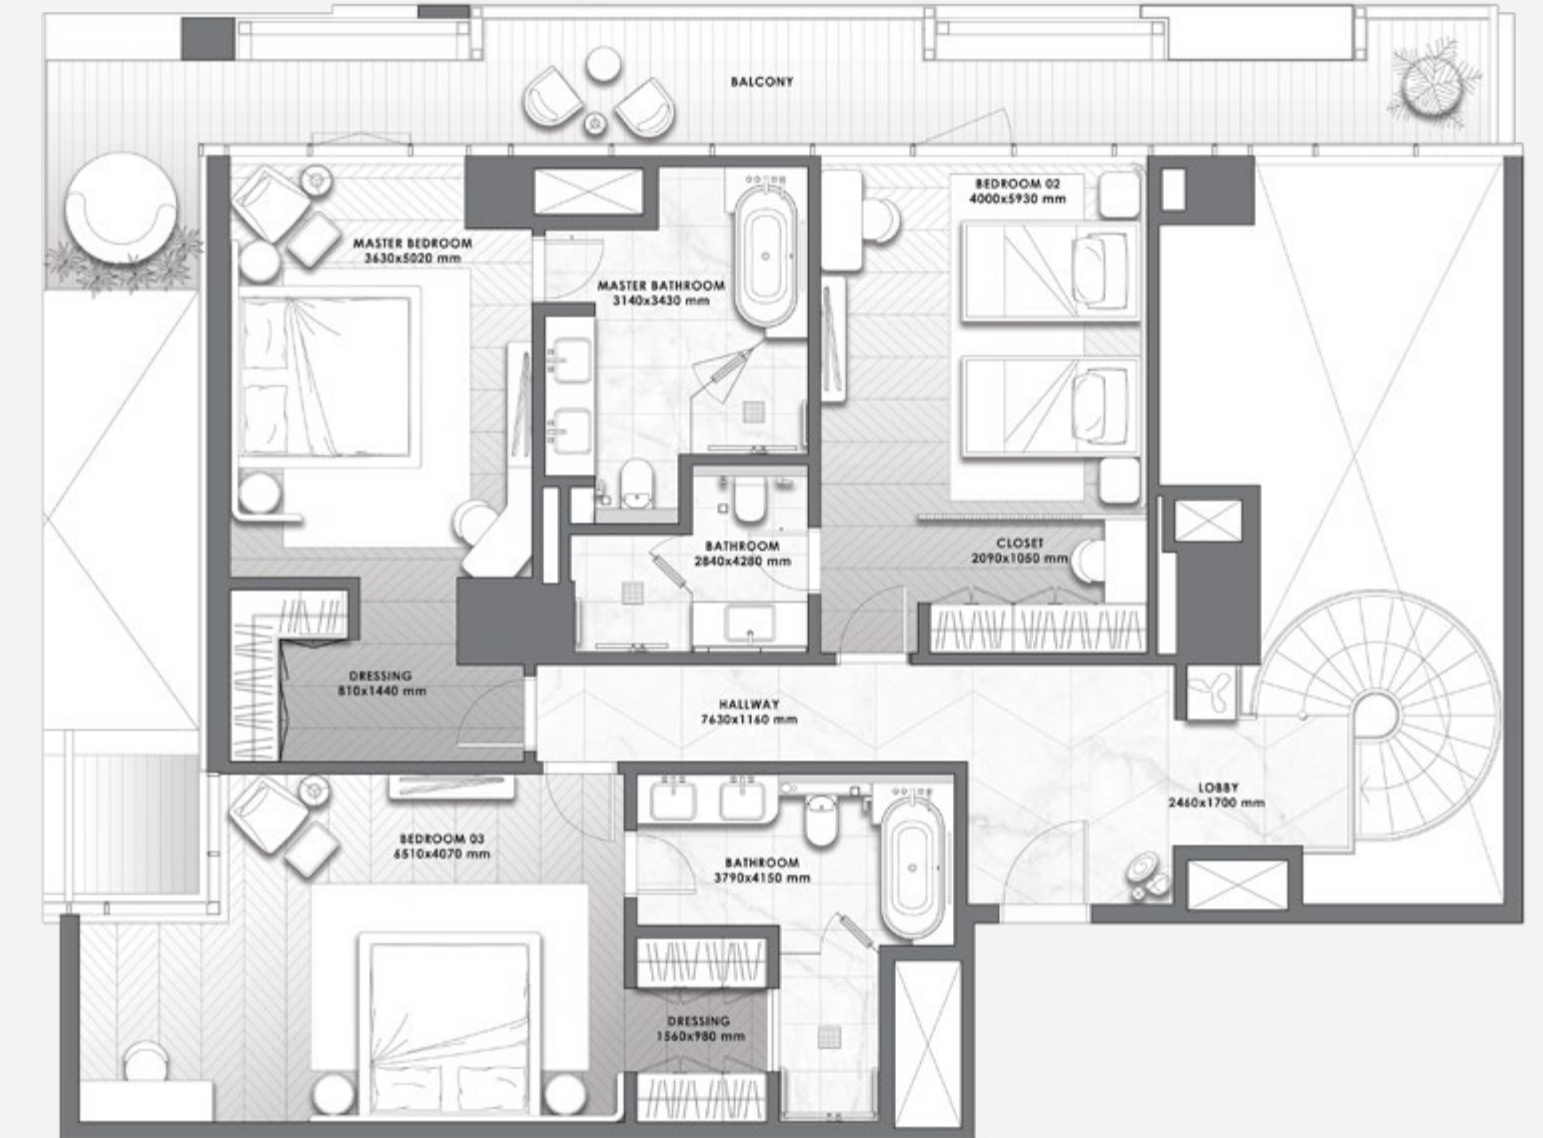 BALCONY
BEDROOM 02
4000x5930 mm
MASTER BEDROOM
3630x5020 mm
MASTER BATHROOM
3140x3430 mm
BATHROOM
2840x4280 mm
CLOSET
2090x1050 mm
DRESSING
810x1440 mm
HALLWAY
7630x1160 mm
LOBBY
2460x1700 mm
BEDROOM 03
6510x4070 mm
BATHROOM
3790x4150 mm
DRESSING
1560x980 mm